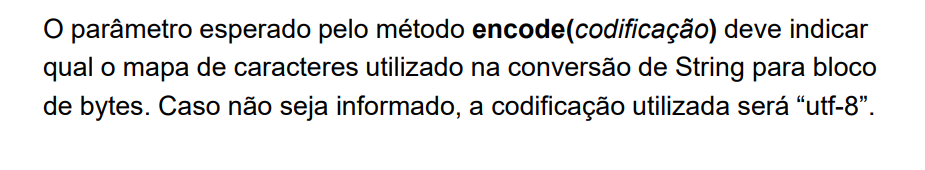 O parâmetro esperado pelo método encode(codificação) deve indicar
qual o mapa de caracteres utilizado na conversão de String para bloco
de bytes. Caso não seja informado, a codificação utilizada será “utf-8”.